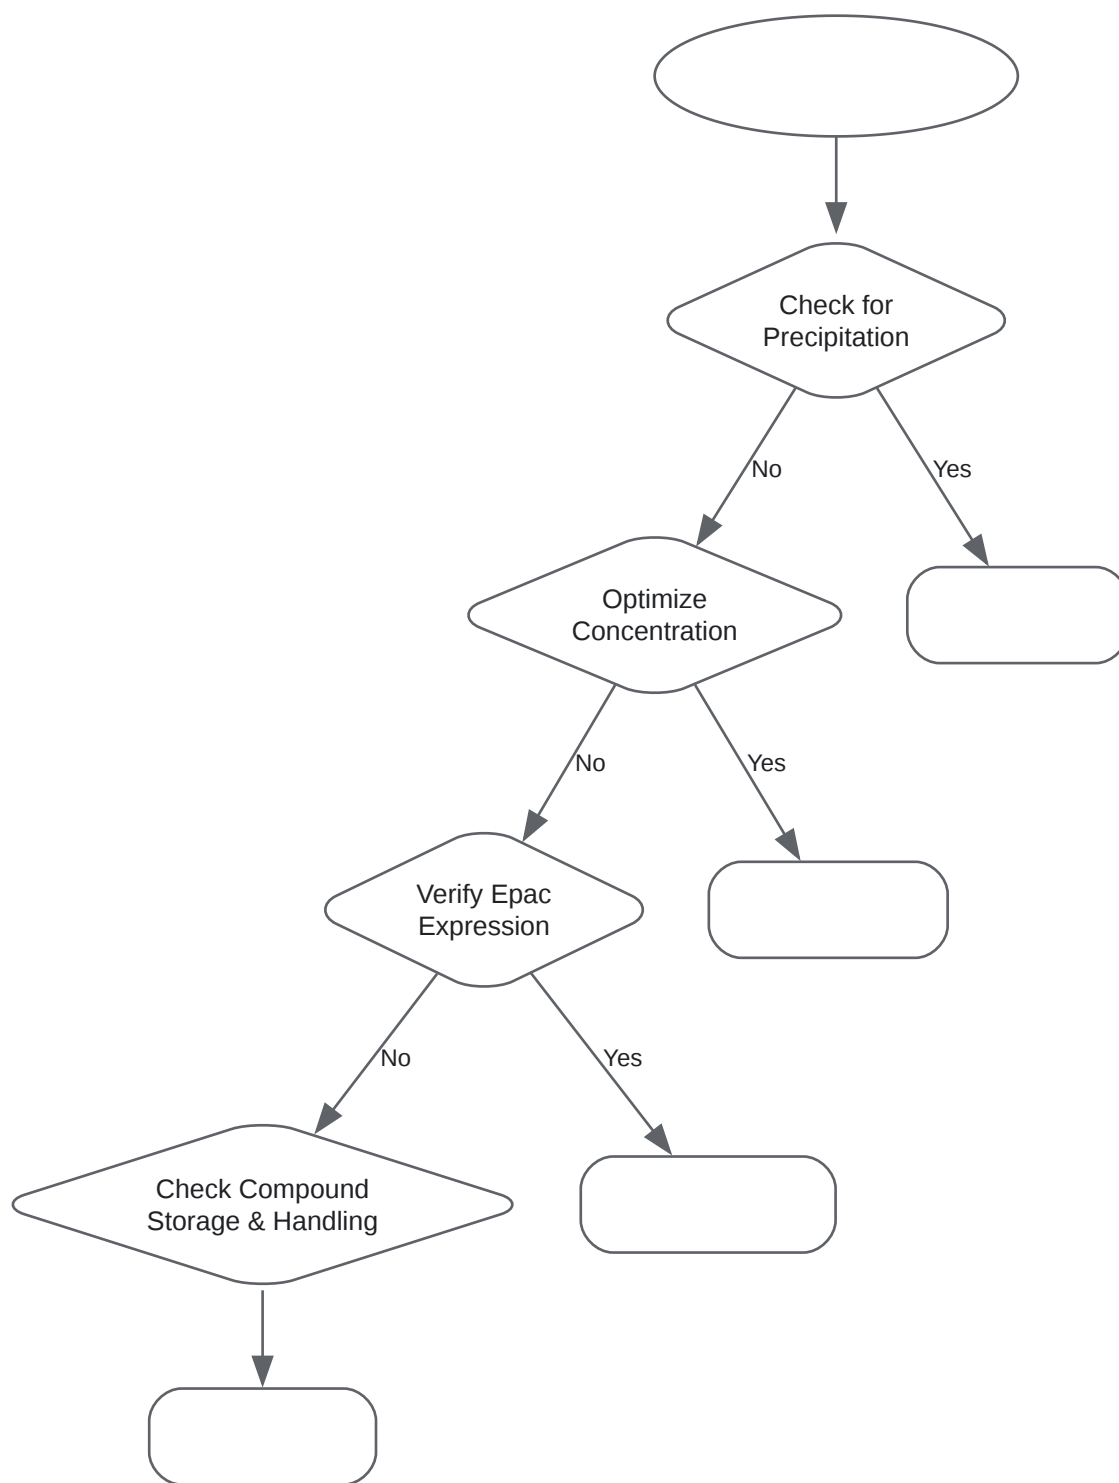 Check for
Precipitation
No
Yes
Optimize
Concentration
No
Yes
Verify Epac
Expression
No
Yes
Check Compound
Storage & Handling